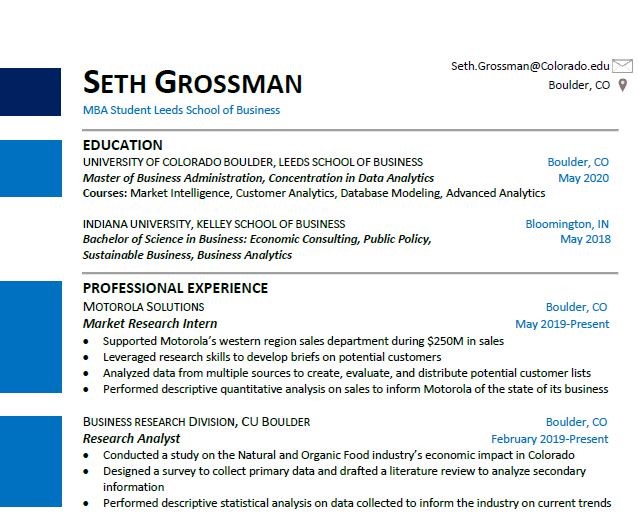 Seth.Grossman@Colorado.edu
SETH GROSSMAN
Boulder, CO
MBA Student Leeds School of Business
EDUCATION
UNIVERSITY OF COLORADO BOULDER, LEEDS SCHOOL OF BUSINESS Boulder, CO
Master of Business Administration, Concentration in Data Analytics May 2020
Courses: Market Intelligence, Customer Analytics, Database Modeling, Advanced Analytics
INDIANA UNIVERSITY, KELLEY SCHOOL OF BUSINESS Bloomington, IN
Bachelor of Science in Business: Economic Consulting, Public Policy, May 2018
Sustainable Business, Business Analytics
PROFESSIONAL EXPERIENCE
MOTOROLA SOLUTIONS Boulder, CO
Market Research Intern May 2019-Present
• Supported Motorola's western region sales department during $250M in sales
• Leveraged research skills to develop briefs on potential customers
• Analyzed data from multiple sources to create, evaluate, and distribute potential customer lists
• Performed descriptive quantitative analysis on sales to inform Motorola of the state of its business
BUSINESS RESEARCH DIVISION, CU BOULDER Boulder, CO
Research Analyst February 2019-Present
• Conducted a study on the Natural and Organic Food industry's economic impact in Colorado
• Designed a survey to collect primary data and drafted a literature review to analyze secondary
information
• Performed descriptive statistical analysis on data collected to inform the industry on current trends